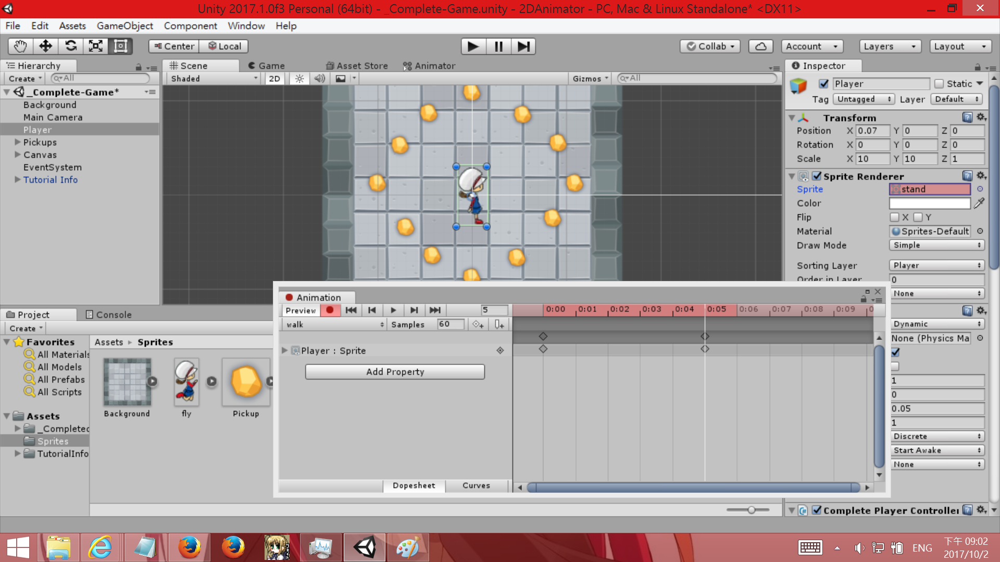 Unity 2017.1.0f3 Personal (64bit) - _Complete-Game.unity - 2DAnimator - PC, Mac & Linux Standalone* <DX11>
File Edit Assets GameObject Component Window Help
Center Local Collab Account Layers Layout
Hierarchy
Create All
_Complete-Game*
Background
Main Camera
Player
Pickups
Canvas
EventSystem
Tutorial Info
Scene Game Asset Store Animator
Shaded 2D Gizmos All
Inspector
Player Static
Tag Untagged Layer Default
Transform
Position X 0.07 Y 0 Z 0
Rotation X 0 Y 0 Z 0
Scale X 10 Y 10 Z 1
Sprite Renderer
Sprite stand
Color
Flip X Y
Material Sprites-Default
Draw Mode Simple
Sorting Layer Player
Order in Layer 0
None
Dynamic
None (Physics Ma
1
0
0.05
1
Discrete
Start Awake
None
Complete Player Controller
Project Console
Create
Favorites
All Materials
All Models
All Prefabs
All Scripts
Assets
_Completed
Sprites
TutorialInfo
Assets Sprites
Background fly Pickup
Animation
Preview 5 0:00 0:01 0:02 0:03 0:04 0:05 0:06 0:07 0:08 0:09 0
walk Samples 60
Player : Sprite
Add Property
Dopesheet Curves
ENG
下午 09:02
2017/10/2